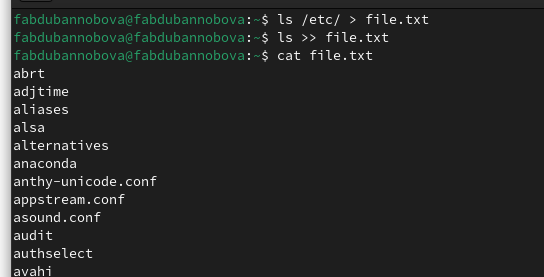 fabdubannobova@fabdubannobova:~$ ls /etc/ > file.txt
fabdubannobova@fabdubannobova:~$ ls >> file.txt
fabdubannobova@fabdubannobova:~$ cat file.txt
abrt
adjtime
aliases
alsa
alternatives
anaconda
anthy-unicode.conf
appstream.conf
asound.conf
audit
authselect
avahi